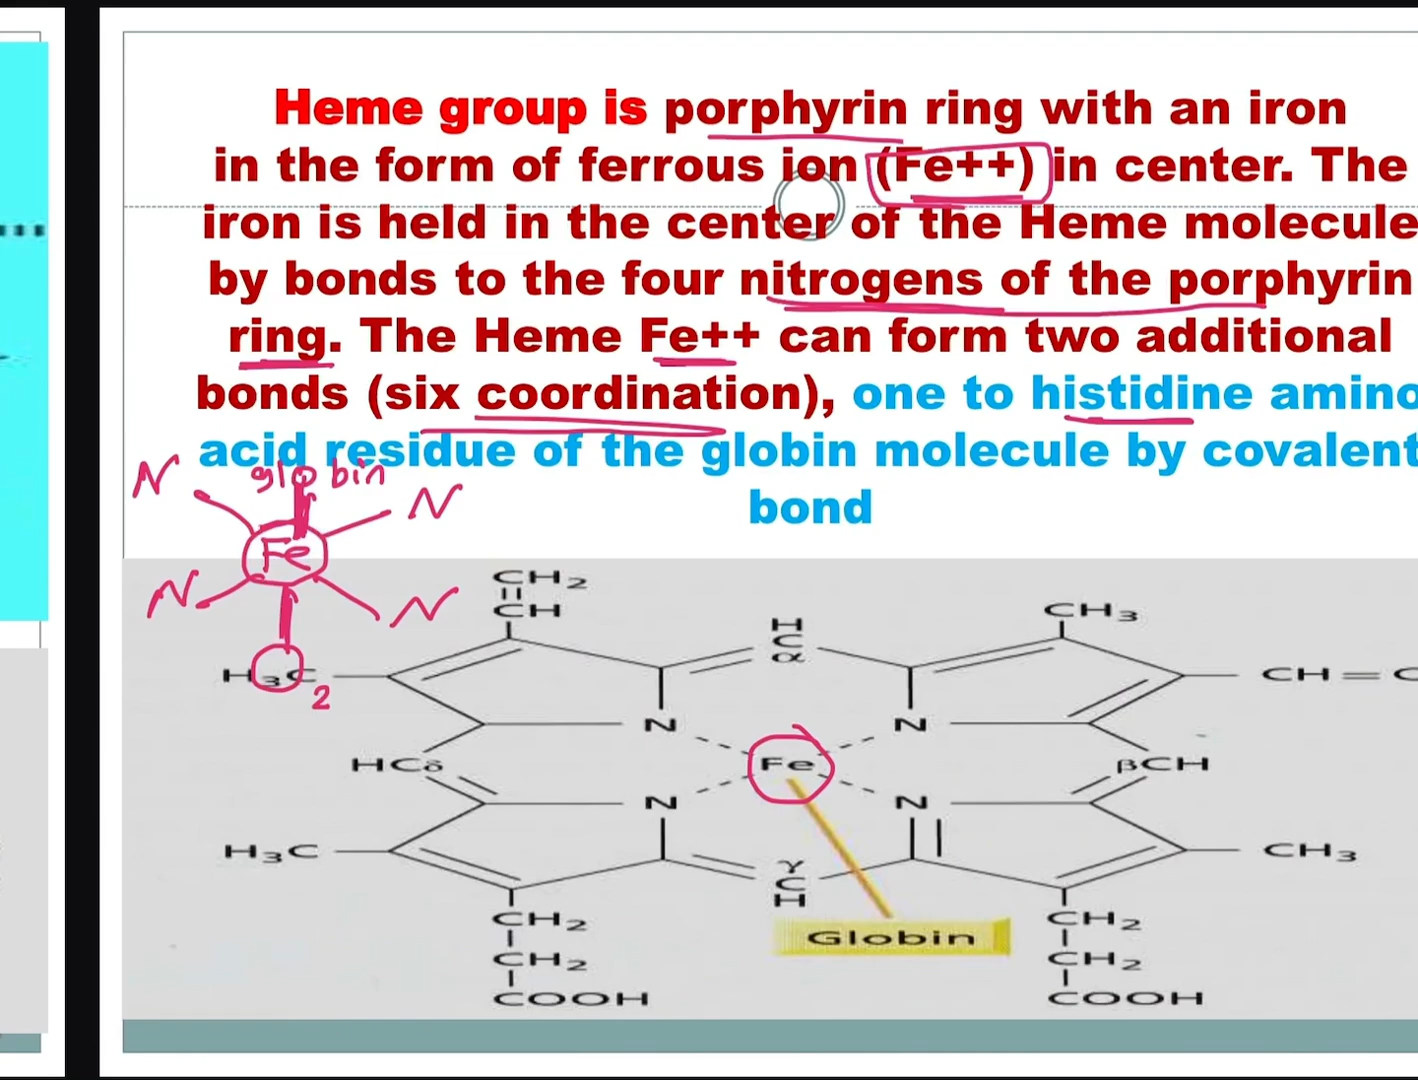 Heme group is porphyrin ring with an iron
in the form of ferrous ion (Fe++) in center. The
iron is held in the center of the Heme molecule
by bonds to the four nitrogens of the porphyrin
ring. The Heme Fe++ can form two additional
bonds (six coordination), one to histidine amino
acid residue of the globin molecule by covalent
bond
N globin N
Fe
N N
2
CH2
CH
HC
α
CH3
H3C
CH = C
N N
HCδ Fe βCH
N N
H3C CH3
γ
CH
CH2 CH2
Globin
CH2 CH2
COOH COOH